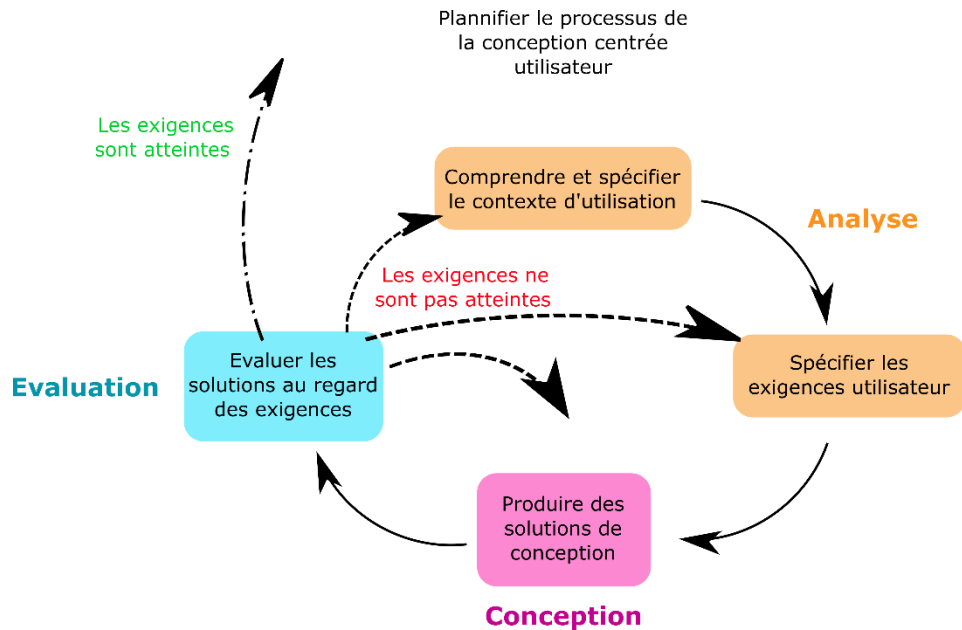 Plannifier le processus de
la conception centrée
utilisateur
Les exigences
sont atteintes
Comprendre et spécifier
le contexte d'utilisation
Analyse
Les exigences ne
sont pas atteintes
Evaluation
Evaluer les
solutions au regard
des exigences
Spécifier les
exigences utilisateur
Produire des
solutions de
conception
Conception